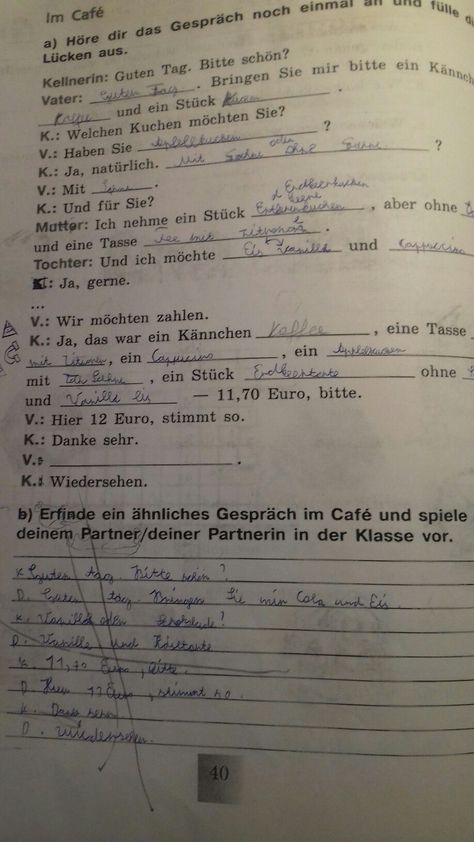 Im Café
a) Höre dir das Gespräch noch einmal an und fülle
Lücken aus.
Kellnerin: Guten Tag. Bitte schön?
Vater: Guten Tag. Bringen Sie mir bitte ein Kännch
Kaffe und ein Stück Kuchen.
K.: Welchen Kuchen möchten Sie?
V.: Haben Sie Apfelkuchen ?
K.: Ja, natürlich. Mit Sahne oder ohne Sahne ?
V.: Mit Sahne.
K.: Und für Sie? Erdbeerkuchen
Mutter: Ich nehme ein Stück , aber ohne
und eine Tasse Tee mit .
Tochter: Und ich möchte Eis Vanille und Cappuccino
K: Ja, gerne.
...
V.: Wir möchten zahlen.
K.: Ja, das war ein Kännchen Kaffee , eine Tasse
mit Zitrone, ein Cappucino , ein Apfelkuchen
mit Sahne , ein Stück Erdbeertorte ohne
und Vanille Eis — 11,70 Euro, bitte.
V.: Hier 12 Euro, stimmt so.
K.: Danke sehr.
V.: .
K.: Wiedersehen.
b) Erfinde ein ähnliches Gespräch im Café und spiele
deinem Partner/deiner Partnerin in der Klasse vor.
K Guten tag. Bitte schön?
D. Guten tag. Bringen Sie mir Cola und Eis.
K. Vanille oder Schokolade?
D. Vanille und
K. 11,70 Euro, bitte.
D. Hier 12 Euro, stimmt so.
K. Danke sehr
D. Wiedersehen.
40